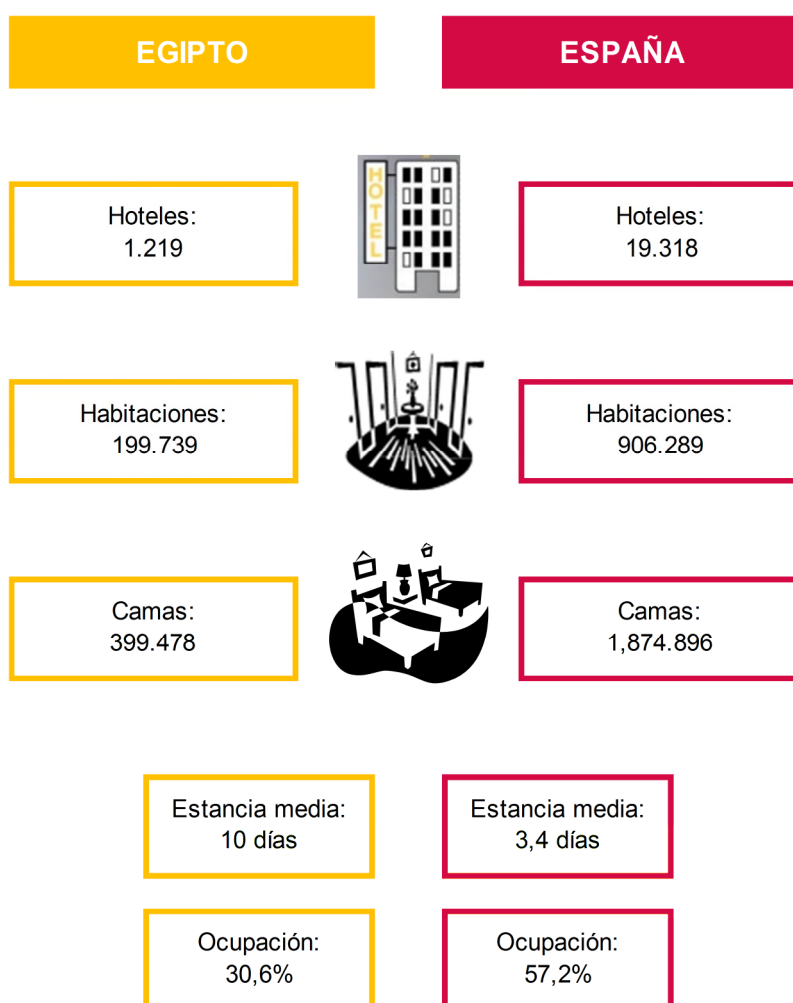 EGIPTO
ESPAÑA
HOTEL
Hoteles:
1.219
Hoteles:
19.318
Habitaciones:
199.739
Habitaciones:
906.289
Camas:
399.478
Camas:
1,874.896
Estancia media:
10 días
Estancia media:
3,4 días
Ocupación:
30,6%
Ocupación:
57,2%